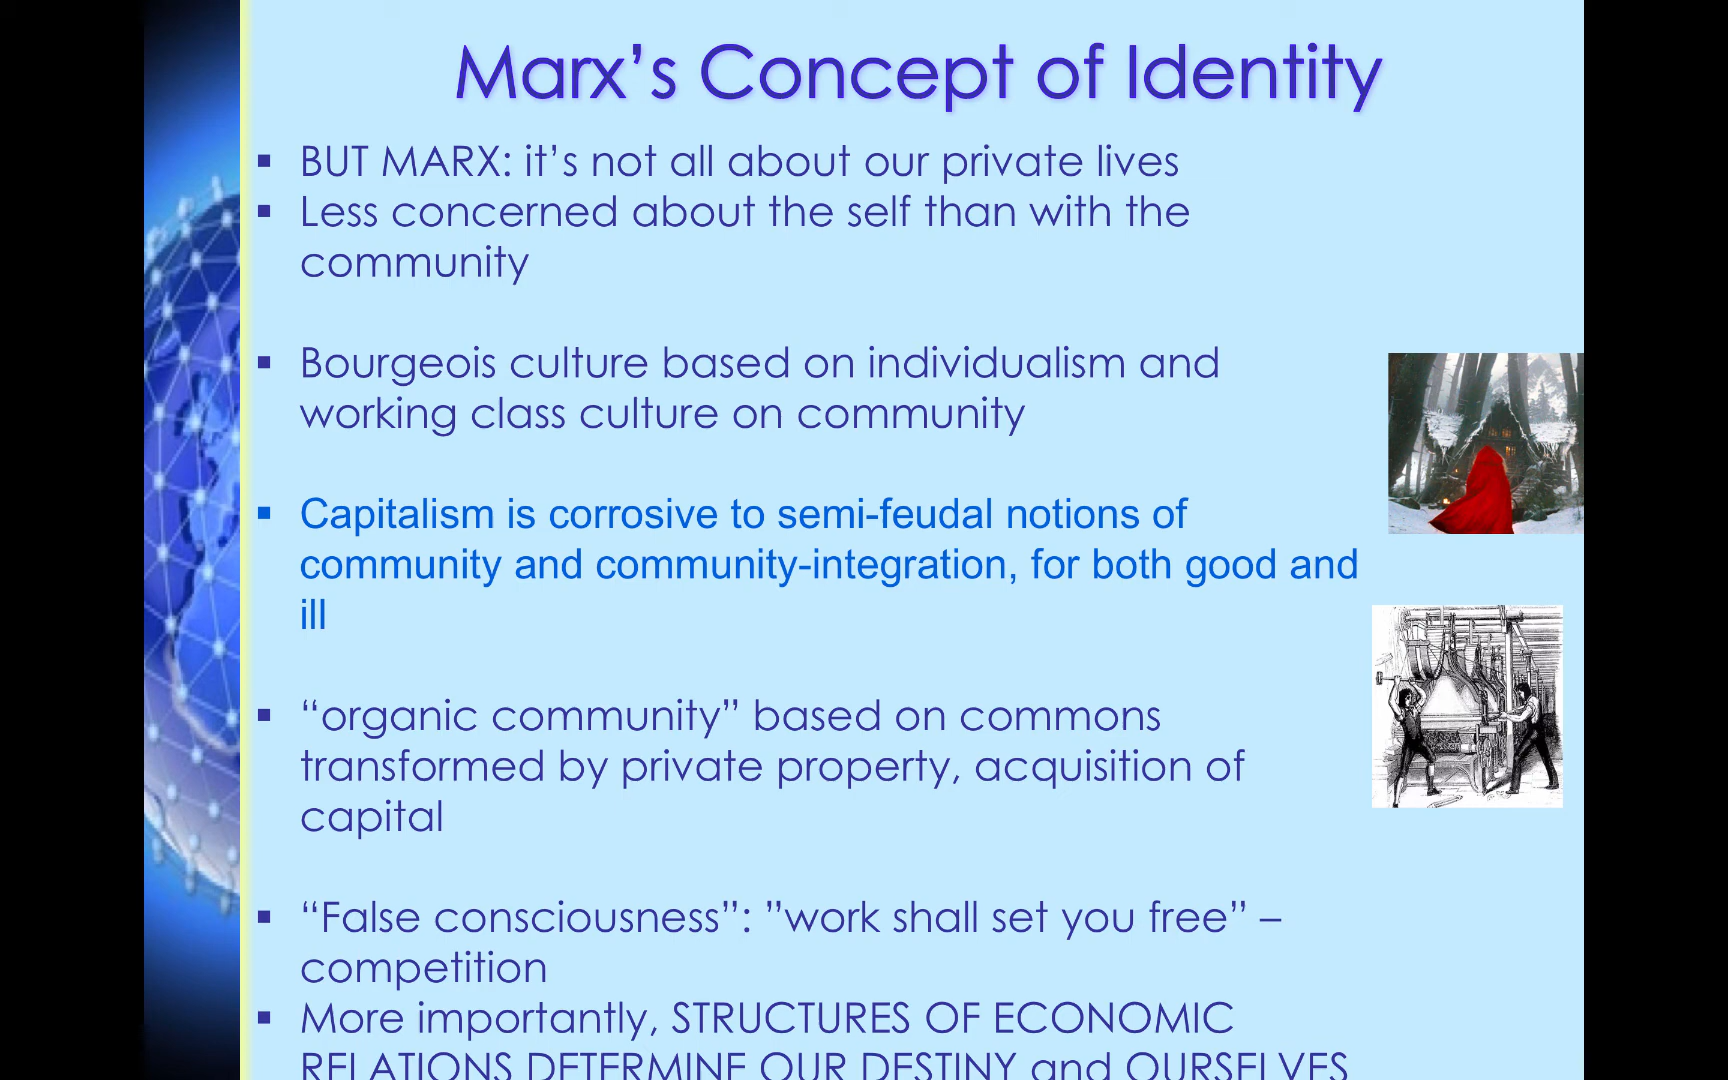 Marx’s Concept of Identity
▪ BUT MARX: it’s not all about our private lives
▪ Less concerned about the self than with the
community
▪ Bourgeois culture based on individualism and
working class culture on community
▪ Capitalism is corrosive to semi-feudal notions of
community and community-integration, for both good and
ill
▪ “organic community” based on commons
transformed by private property, acquisition of
capital
▪ “False consciousness”: ”work shall set you free” –
competition
▪ More importantly, STRUCTURES OF ECONOMIC
RELATIONS DETERMINE OUR DESTINY and OURSELVES